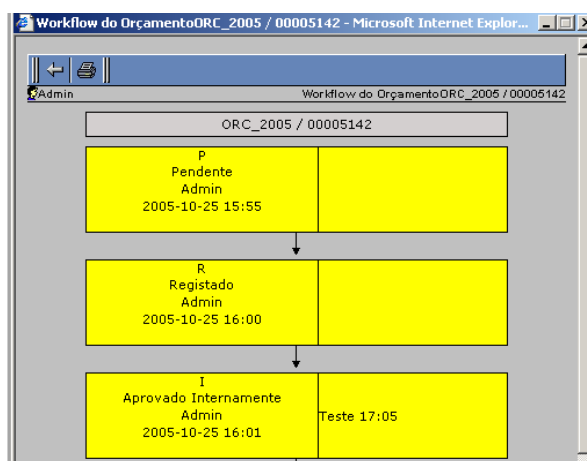 Workflow do OrçamentoORC_2005 / 00005142 - Microsoft Internet Explor...
Admin
Workflow do OrçamentoORC_2005 / 00005142
ORC_2005 / 00005142
P
Pendente
Admin
2005-10-25 15:55
R
Registado
Admin
2005-10-25 16:00
I
Aprovado Internamente
Admin
2005-10-25 16:01
Teste 17:05